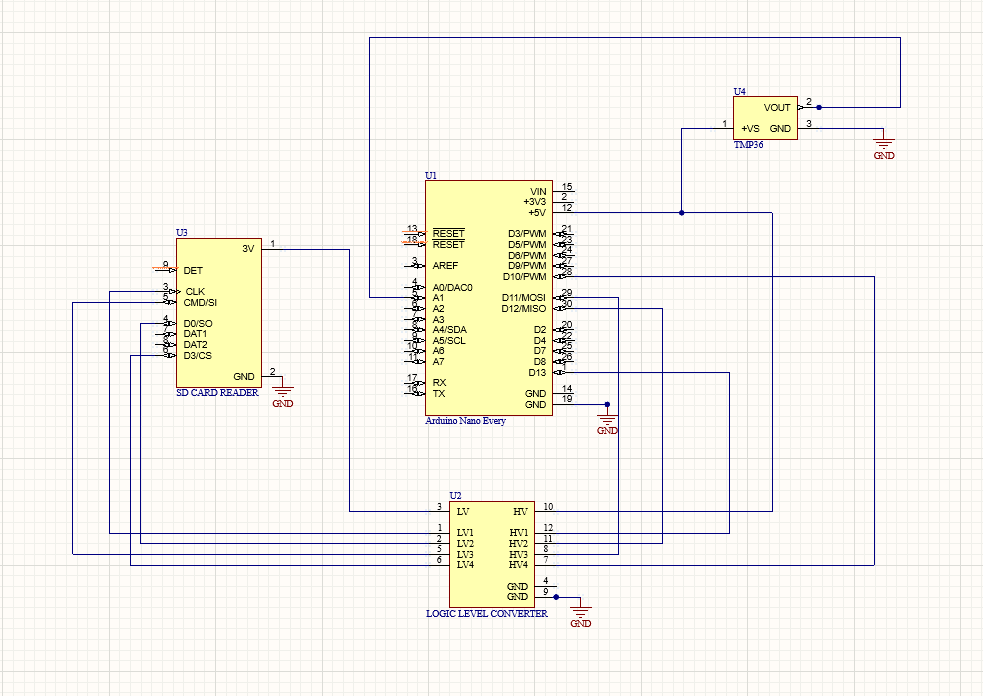 U4
VOUT 2
1 +VS GND 3
TMP36
GND
U1
VIN 15
+3V3 2
+5V 12
13 RESET D3/PWM 21
18 RESET D5/PWM 23
D6/PWM 24
3 AREF D9/PWM 27
D10/PWM 28
4 A0/DAC0
5 A1 D11/MOSI 29
6 A2 D12/MISO 30
7 A3
8 A4/SDA D2 20
9 A5/SCL D4 22
10 A6 D7 25
11 A7 D8 26
D13 1
17 RX
16 TX GND 14
GND 19
Arduino Nano Every
GND
U3
3V 1
9 DET
3 CLK
5 CMD/SI
4 D0/SO
7 DAT1
8 DAT2
6 D3/CS
GND 2
SD CARD READER
GND
U2
3 LV HV 10
1 LV1 HV1 12
2 LV2 HV2 11
5 LV3 HV3 8
6 LV4 HV4 7
GND 4
GND 9
LOGIC LEVEL CONVERTER
GND